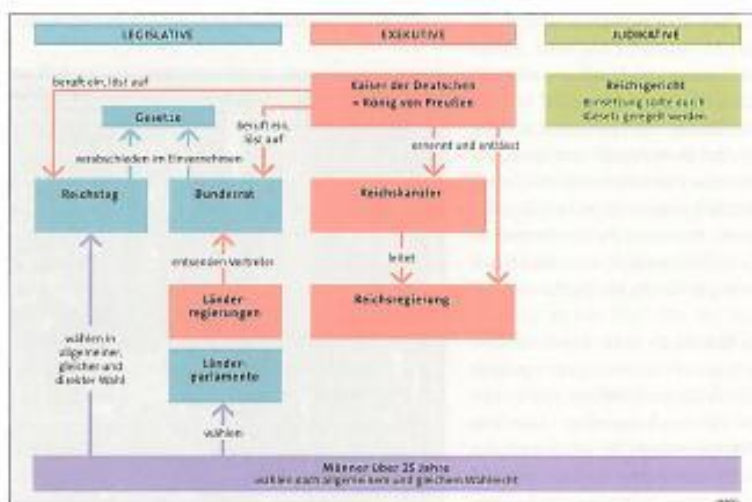 LEGISLATIVE
EXEKUTIVE
JUDIKATIVE
beruft ein, löst auf
Kaiser der Deutschen
= König von Preußen
Reichsgericht
Einsetzung sollte durch
Gesetz geregelt werden
Gesetze
beruft ein,
löst auf
ernennt und entlässt
verabschieden im Einvernehmen
Reichstag
Bundesrat
Reichskanzler
entsenden Vertreter
leitet
Länder-
regierungen
Reichsregierung
wählen in
allgemeiner,
gleicher und
direkter Wahl
Länder-
parlamente
wählen
Männer über 25 Jahre
wählen nach allgemeinem und gleichem Wahlrecht